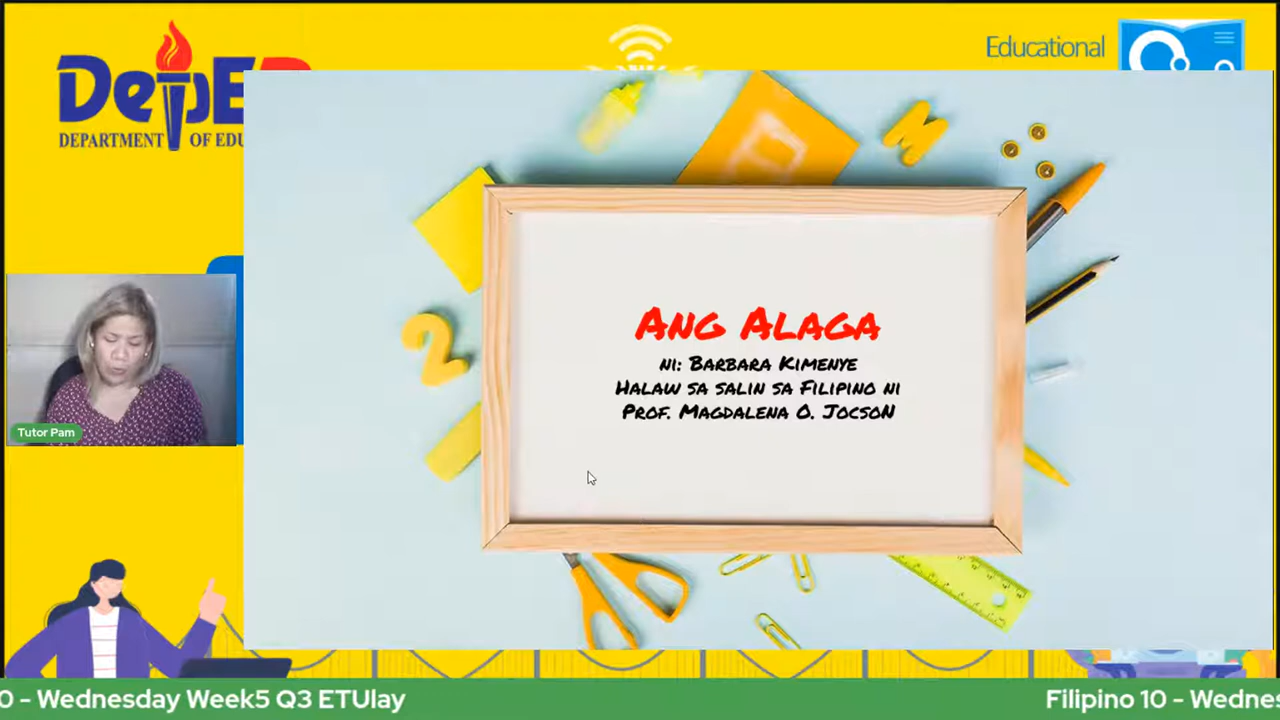 DepED
DEPARTMENT OF EDU
Educational
ANG ALAGA
NI: BARBARA KIMENYE
HALAW SA SALIN SA FILIPINO NI
PROF. MAGDALENA O. JOCSON
Tutor Pam
0 - Wednesday Week5 Q3 ETUlay
Filipino 10 - Wednes